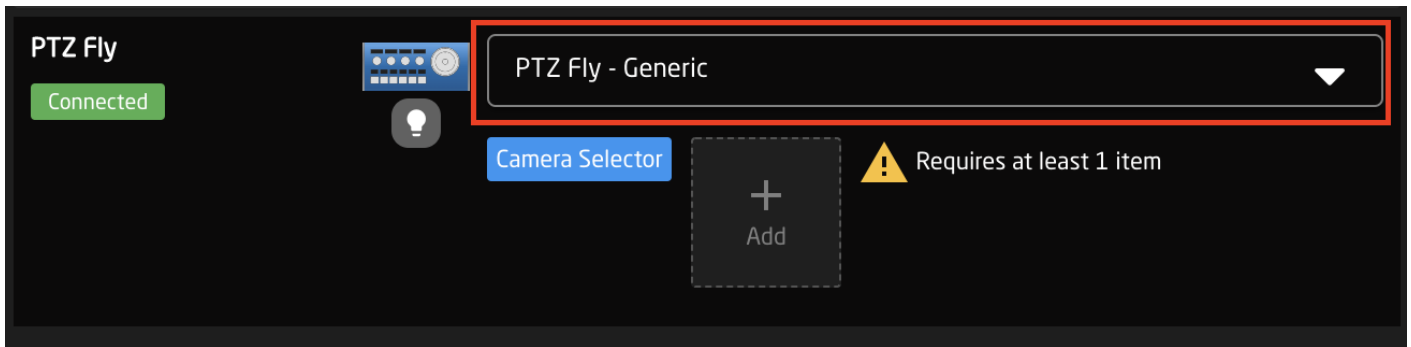 PTZ Fly
Connected
PTZ Fly - Generic
Camera Selector
Add
Requires at least 1 item